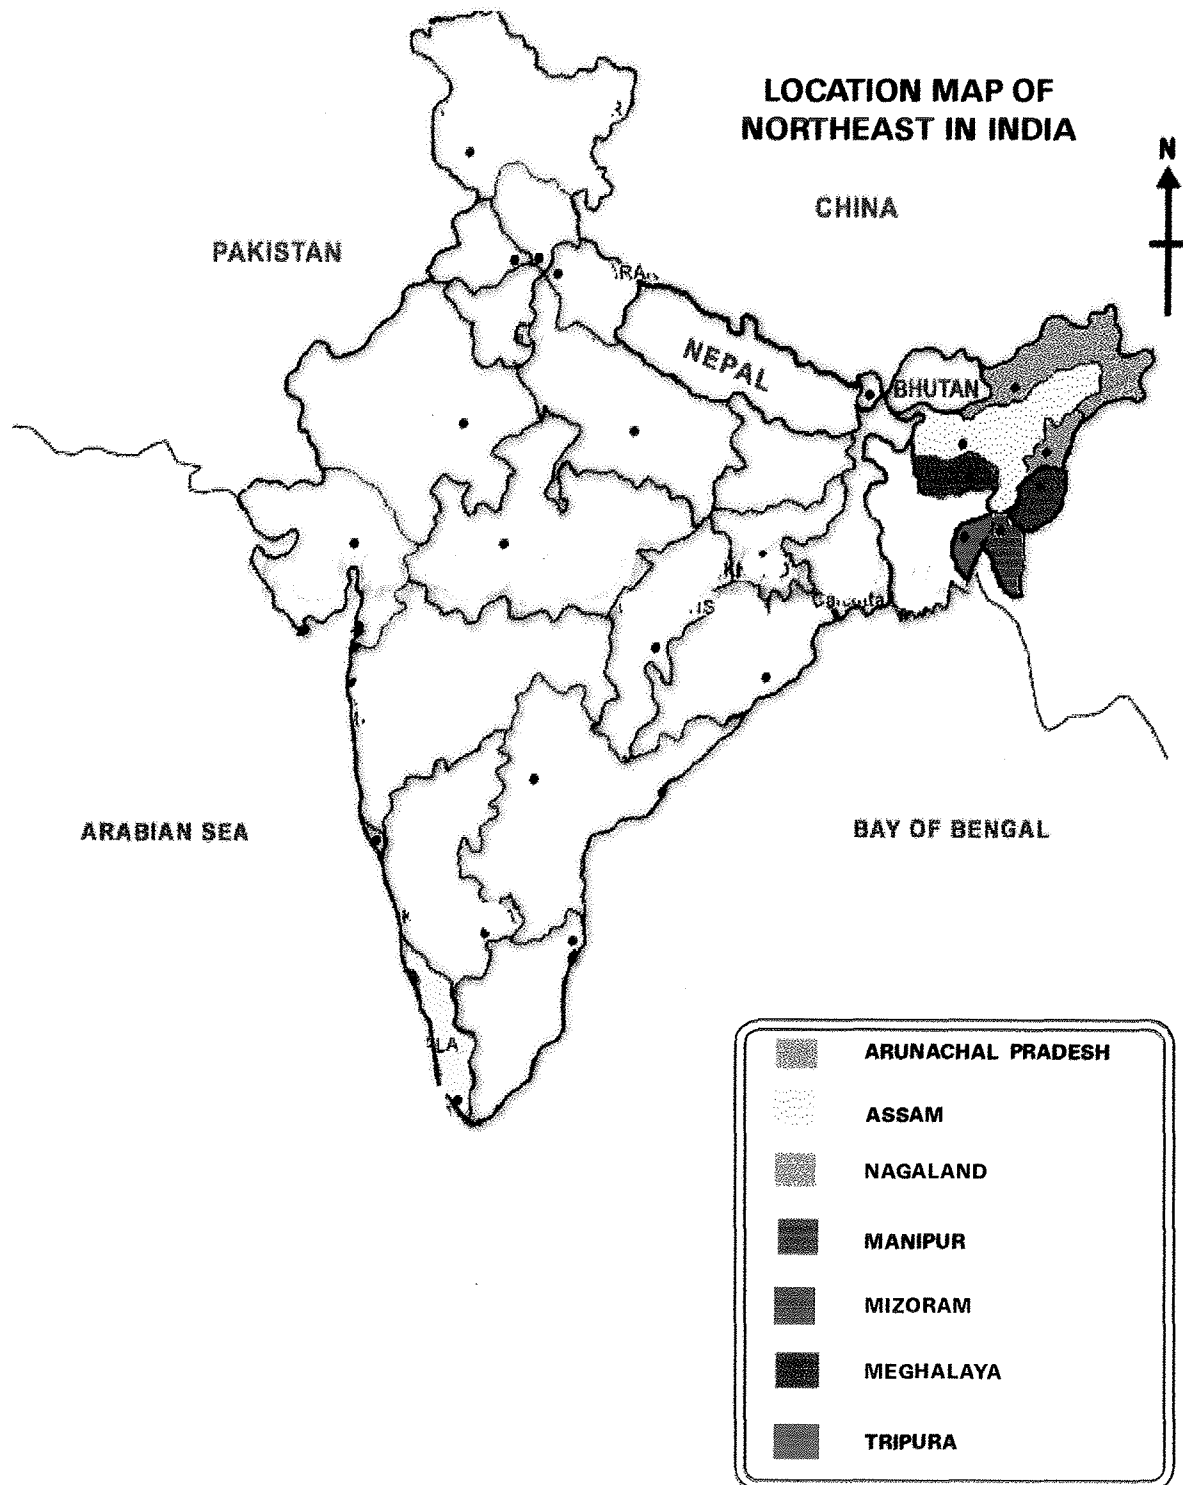 LOCATION MAP OF
NORTHEAST IN INDIA
N
CHINA
PAKISTAN
NEPAL
BHUTAN
ARABIAN SEA
BAY OF BENGAL
ARUNACHAL PRADESH
ASSAM
NAGALAND
MANIPUR
MIZORAM
MEGHALAYA
TRIPURA